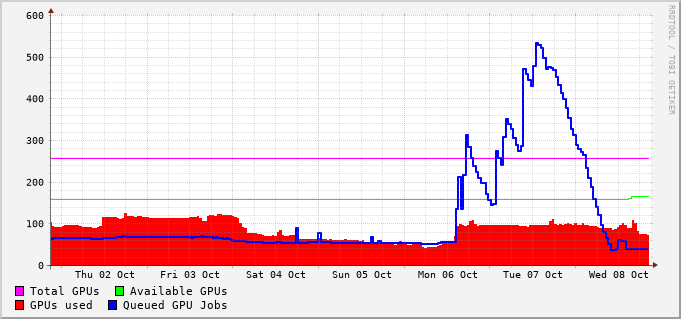 600
500
400
300
200
100
0
Thu 02 Oct Fri 03 Oct Sat 04 Oct Sun 05 Oct Mon 06 Oct Tue 07 Oct Wed 08 Oct
Total GPUs Available GPUs
GPUs used Queued GPU Jobs
RRDTOOL / TOBI OETIKER